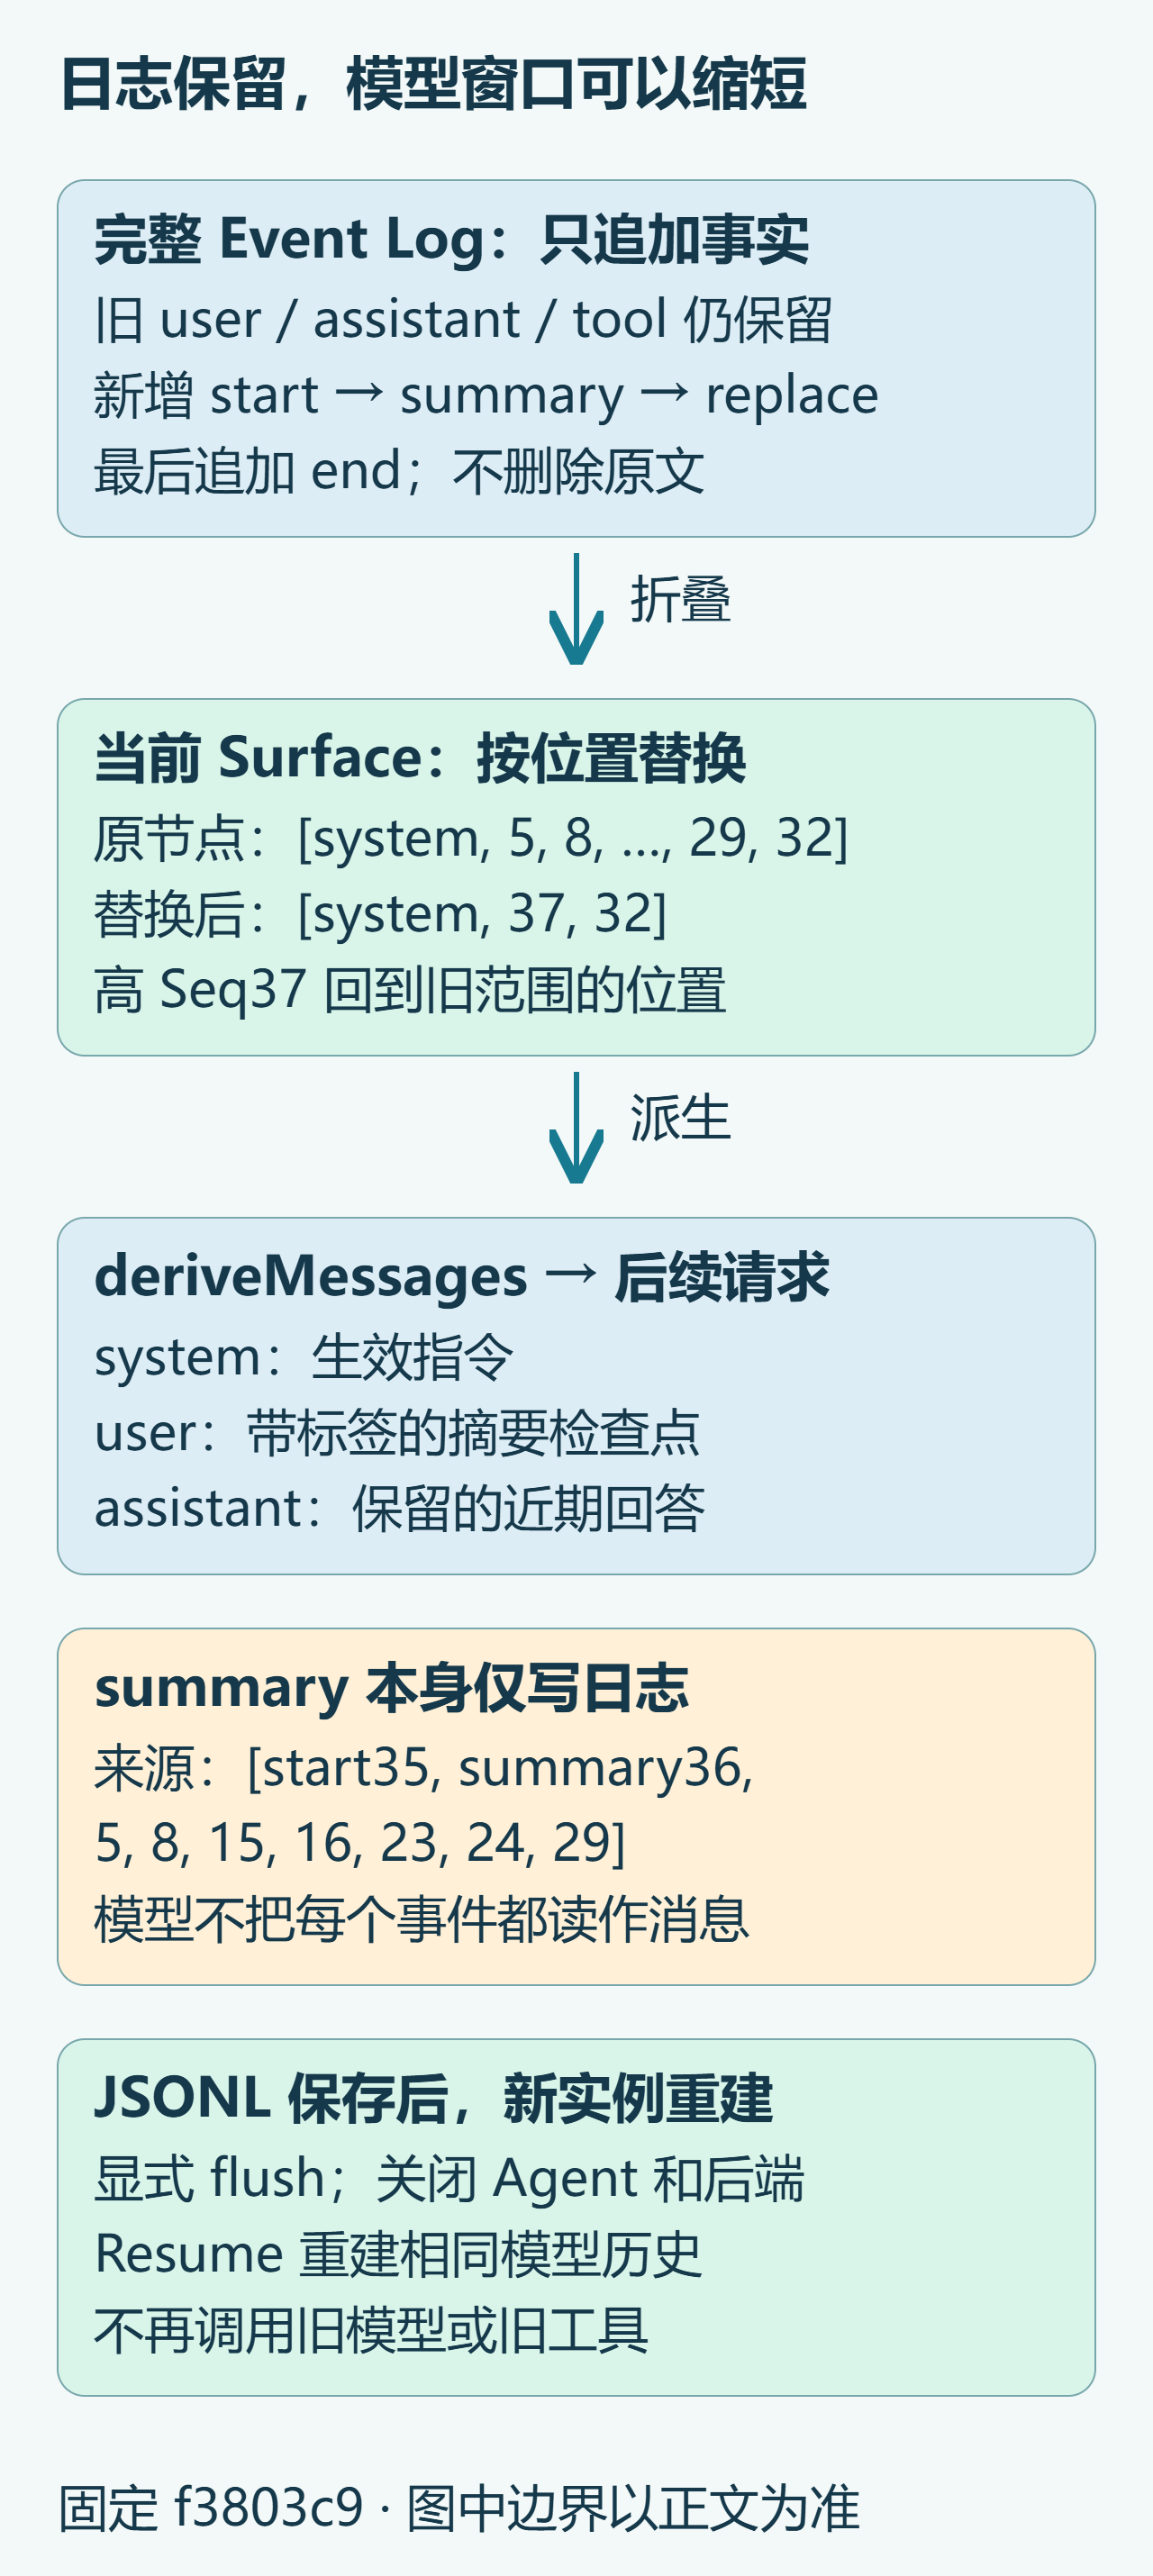 日志保留，模型窗口可以缩短
完整 Event Log：只追加事实
旧 user / assistant / tool 仍保留
新增 start → summary → replace
最后追加 end；不删除原文
折叠
当前 Surface：按位置替换
原节点：[system, 5, 8, …, 29, 32]
替换后：[system, 37, 32]
高 Seq37 回到旧范围的位置
派生
deriveMessages → 后续请求
system：生效指令
user：带标签的摘要检查点
assistant：保留的近期回答
summary 本身仅写日志
来源：[start35, summary36,
5, 8, 15, 16, 23, 24, 29]
模型不把每个事件都读作消息
JSONL 保存后，新实例重建
显式 flush；关闭 Agent 和后端
Resume 重建相同模型历史
不再调用旧模型或旧工具
固定 f3803c9 · 图中边界以正文为准